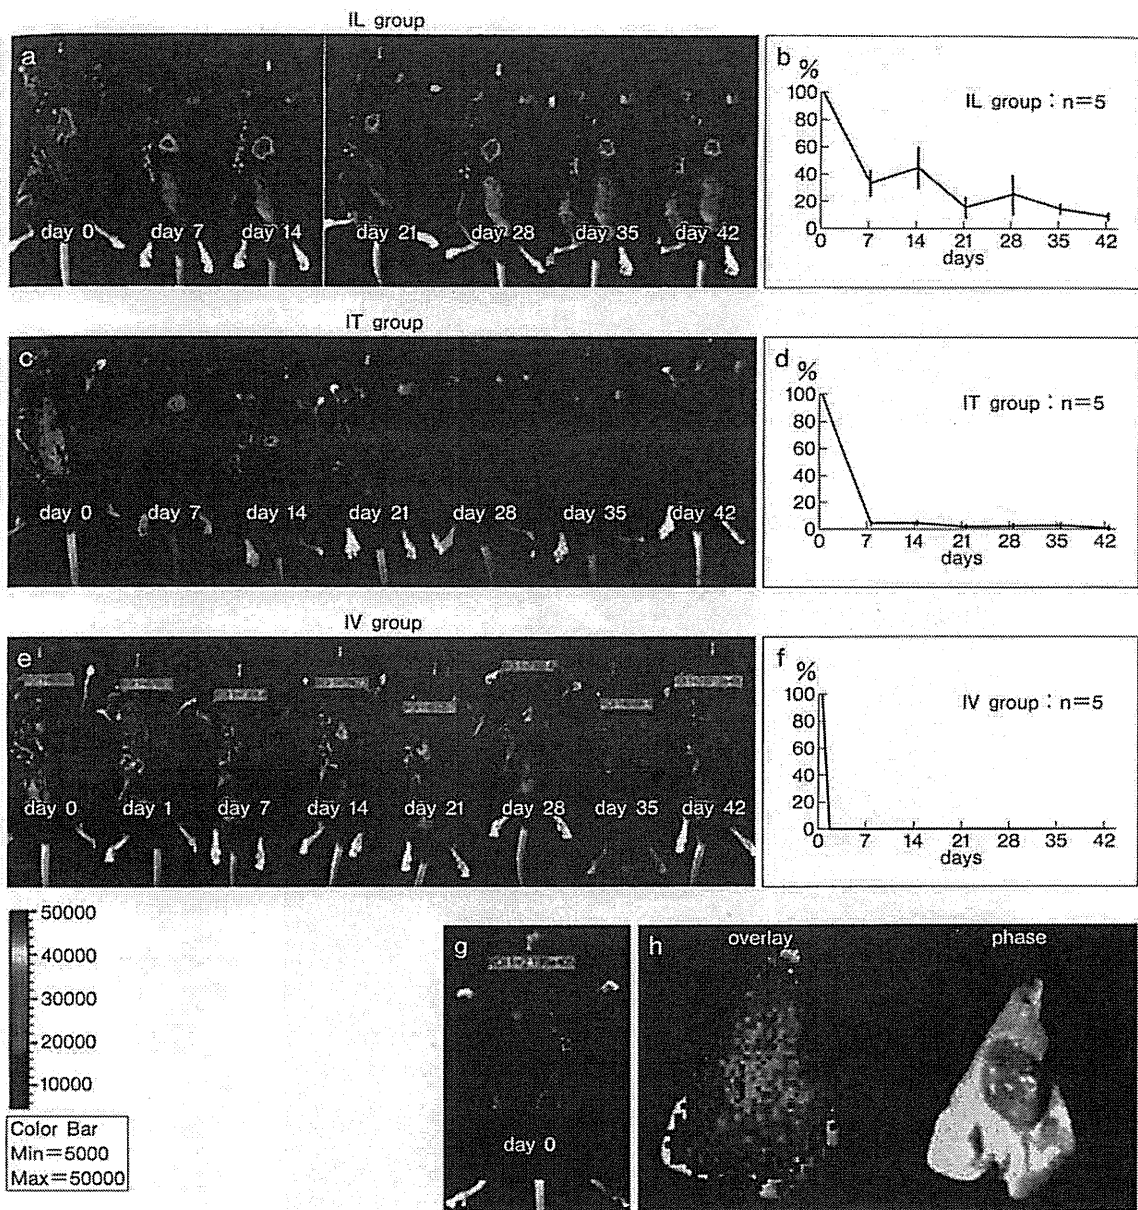 IL group
a
day 0 day 7 day 14 day 21 day 28 day 35 day 42
b
%
IL group : n=5
100
80
60
40
20
0
0 7 14 21 28 35 42
days
IT group
c
day 0 day 7 day 14 day 21 day 28 day 35 day 42
d
%
IT group : n=5
100
80
60
40
20
0
0 7 14 21 28 35 42
days
IV group
e
day 0 day 1 day 7 day 14 day 21 day 28 day 35 day 42
f
%
IV group : n=5
100
80
60
40
20
0
0 7 14 21 28 35 42
days
50000
40000
30000
20000
10000
Color Bar
Min=5000
Max=50000
g
day 0
h
overlay phase